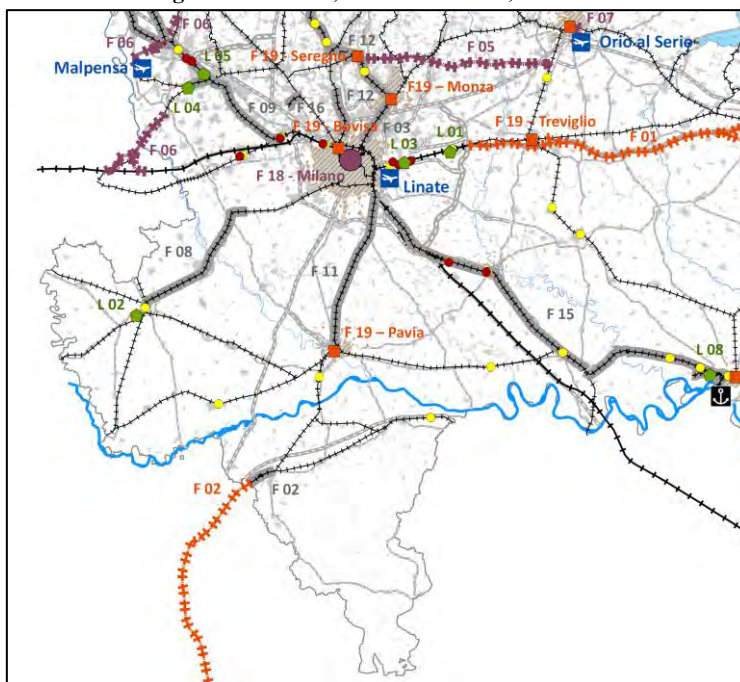 F 06
F 07
F 06
L 05
F 19 - Seregno
F 12
F 05
Orio al Serio
Malpensa
L 04
F 09
F 16
F 12
F19 – Monza
F 19 - Bovisa
F 03
L 03
L 01
F 19 – Treviglio
F 01
F 06
F 18 - Milano
Linate
F 08
F 11
L 02
F 15
F 19 – Pavia
L 08
F 02
F 02